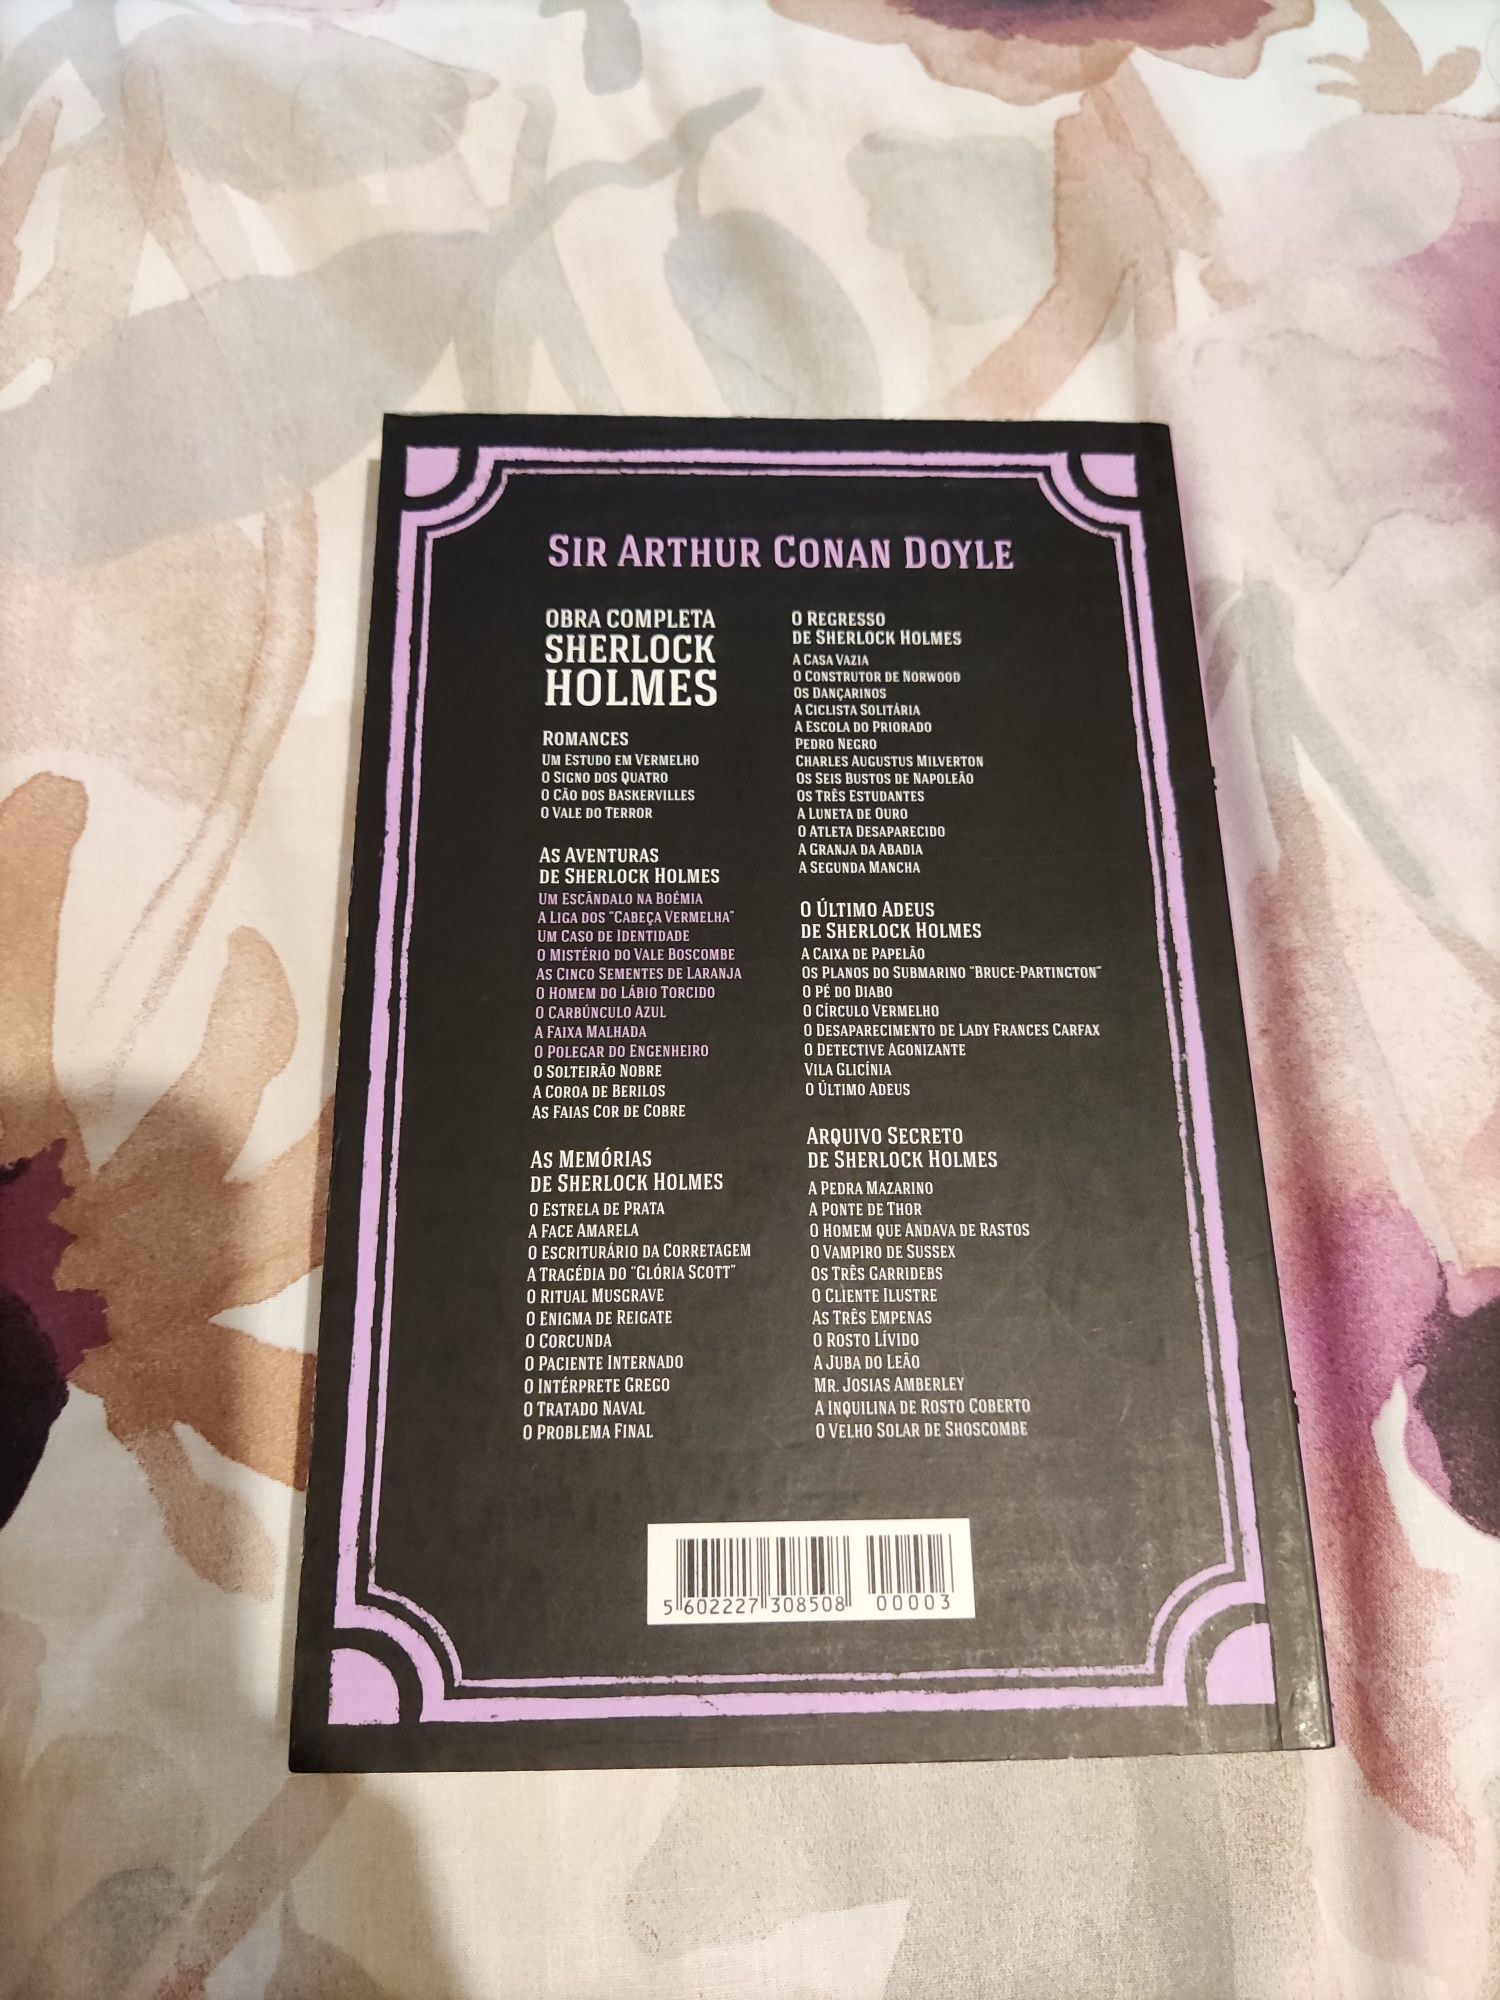 SIR ARTHUR CONAN DOYLE
OBRA COMPLETA
SHERLOCK
HOLMES
ROMANCES
UM ESTUDO EM VERMELHO
O SIGNO DOS QUATRO
O CÃO DOS BASKERVILLES
O VALE DO TERROR
AS AVENTURAS
DE SHERLOCK HOLMES
UM ESCÂNDALO NA BOÉMIA
A LIGA DOS "CABEÇA VERMELHA"
UM CASO DE IDENTIDADE
O MISTÉRIO DO VALE BOSCOMBE
AS CINCO SEMENTES DE LARANJA
O HOMEM DO LÁBIO TORCIDO
O CARBÚNCULO AZUL
A FAIXA MALHADA
O POLEGAR DO ENGENHEIRO
O SOLTEIRÃO NOBRE
A COROA DE BERILOS
AS FAIAS COR DE COBRE
AS MEMÓRIAS
DE SHERLOCK HOLMES
O ESTRELA DE PRATA
A FACE AMARELA
O ESCRITURÁRIO DA CORRETAGEM
A TRAGÉDIA DO "GLÓRIA SCOTT"
O RITUAL MUSGRAVE
O ENIGMA DE REIGATE
O CORCUNDA
O PACIENTE INTERNADO
O INTÉRPRETE GREGO
O TRATADO NAVAL
O PROBLEMA FINAL
O REGRESSO
DE SHERLOCK HOLMES
A CASA VAZIA
O CONSTRUTOR DE NORWOOD
OS DANÇARINOS
A CICLISTA SOLITÁRIA
A ESCOLA DO PRIORADO
PEDRO NEGRO
CHARLES AUGUSTUS MILVERTON
OS SEIS BUSTOS DE NAPOLEÃO
OS TRÊS ESTUDANTES
A LUNETA DE OURO
O ATLETA DESAPARECIDO
A GRANJA DA ABADIA
A SEGUNDA MANCHA
O ÚLTIMO ADEUS
DE SHERLOCK HOLMES
A CAIXA DE PAPELÃO
OS PLANOS DO SUBMARINO "BRUCE-PARTINGTON"
O PÉ DO DIABO
O CÍRCULO VERMELHO
O DESAPARECIMENTO DE LADY FRANCES CARFAX
O DETECTIVE AGONIZANTE
VILA GLICÍNIA
O ÚLTIMO ADEUS
ARQUIVO SECRETO
DE SHERLOCK HOLMES
A PEDRA MAZARINO
A PONTE DE THOR
O HOMEM QUE ANDAVA DE RASTOS
O VAMPIRO DE SUSSEX
OS TRÊS GARRIDEBS
O CLIENTE ILUSTRE
AS TRÊS EMPENAS
O ROSTO LÍVIDO
A JUBA DO LEÃO
MR. JOSIAS AMBERLEY
A INQUILINA DE ROSTO COBERTO
O VELHO SOLAR DE SHOSCOMBE
5 602227 308508 00003